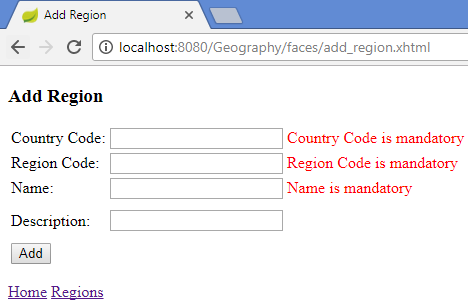 Add Region
localhost:8080/Geography/faces/add_region.xhtml
Add Region
Country Code: Country Code is mandatory
Region Code: Region Code is mandatory
Name: Name is mandatory
Description:
Add
Home Regions